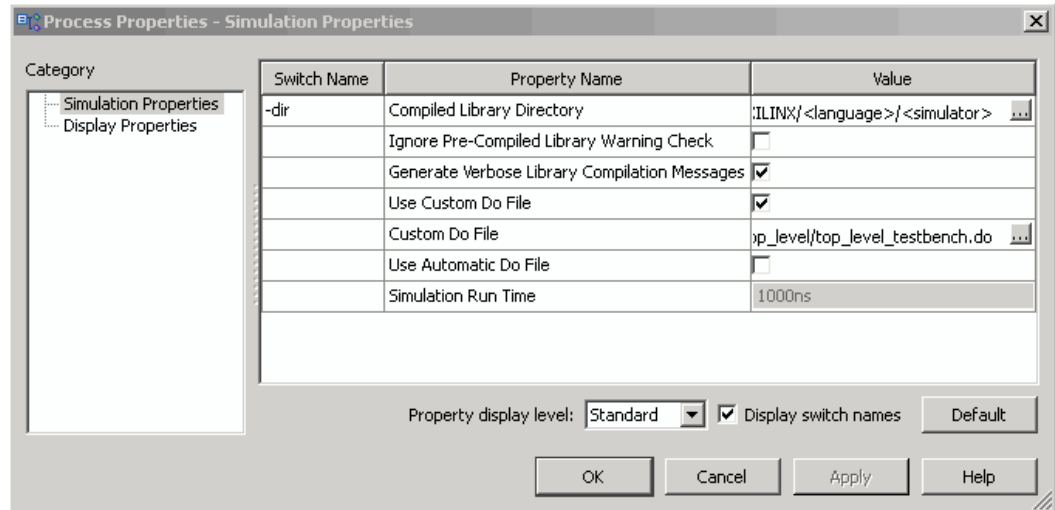 Process Properties - Simulation Properties
Category
Simulation Properties
Display Properties
Switch Name Property Name Value
-dir Compiled Library Directory ILINX/<language>/<simulator> ...
Ignore Pre-Compiled Library Warning Check
Generate Verbose Library Compilation Messages
Use Custom Do File
Custom Do File op_level/top_level_testbench.do ...
Use Automatic Do File
Simulation Run Time 1000ns
Property display level: Standard Display switch names Default
OK Cancel Apply Help